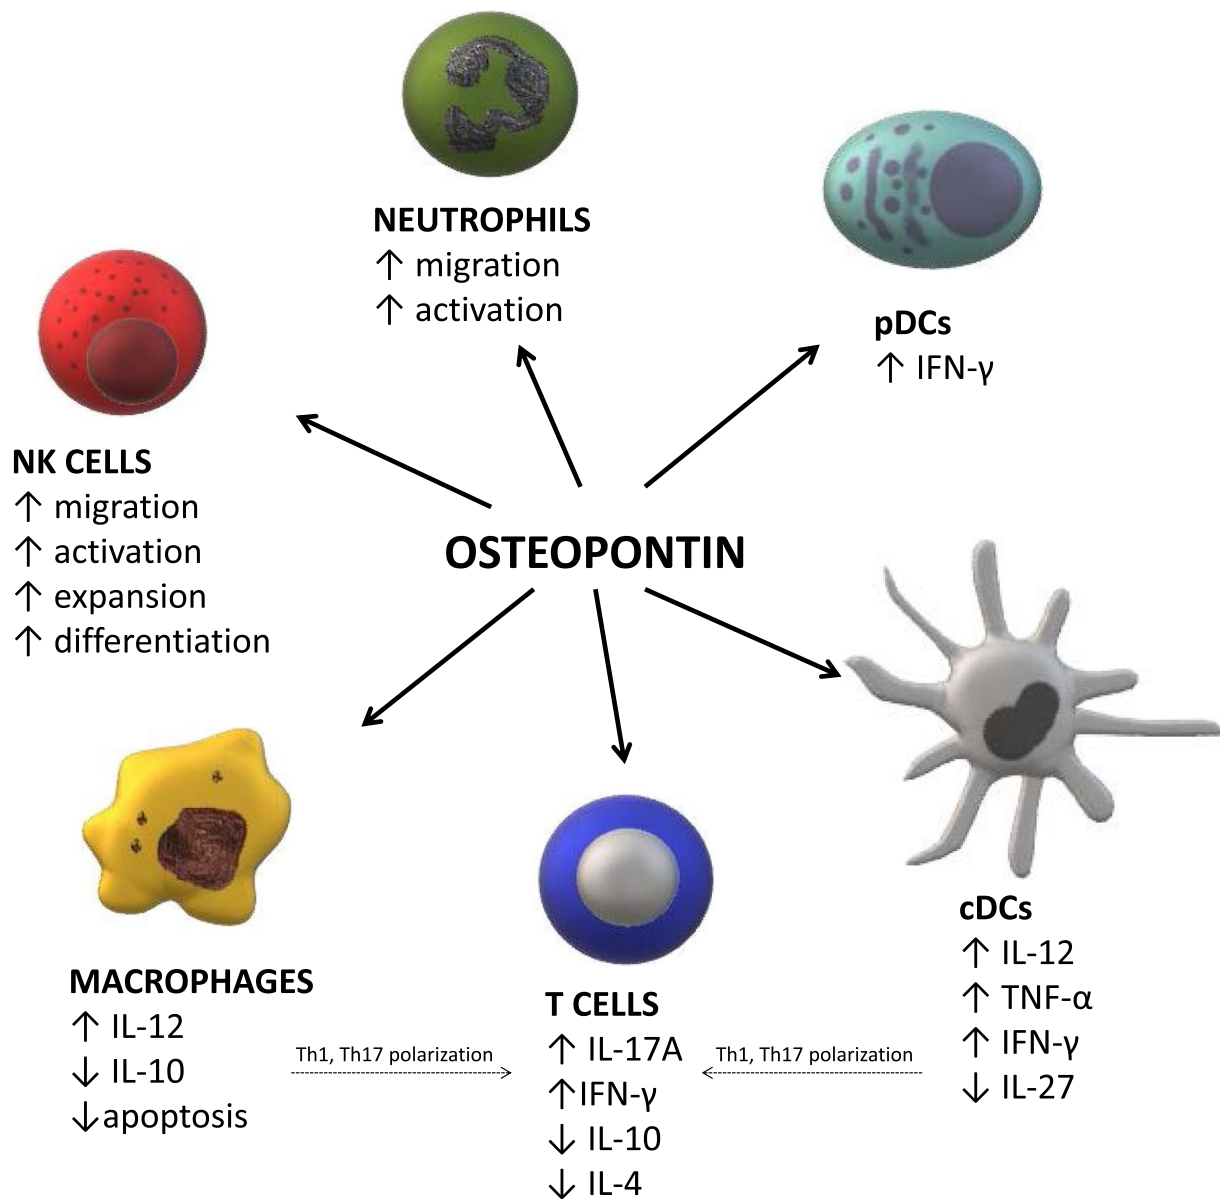 NEUTROPHILS
↑ migration
↑ activation
pDCs
↑ IFN-γ
NK CELLS
↑ migration
↑ activation
↑ expansion
↑ differentiation
OSTEOPONTIN
MACROPHAGES
↑ IL-12
↓ IL-10
↓apoptosis
Th1, Th17 polarization
T CELLS
↑ IL-17A
↑IFN-γ
↓ IL-10
↓ IL-4
Th1, Th17 polarization
cDCs
↑ IL-12
↑ TNF-α
↑ IFN-γ
↓ IL-27